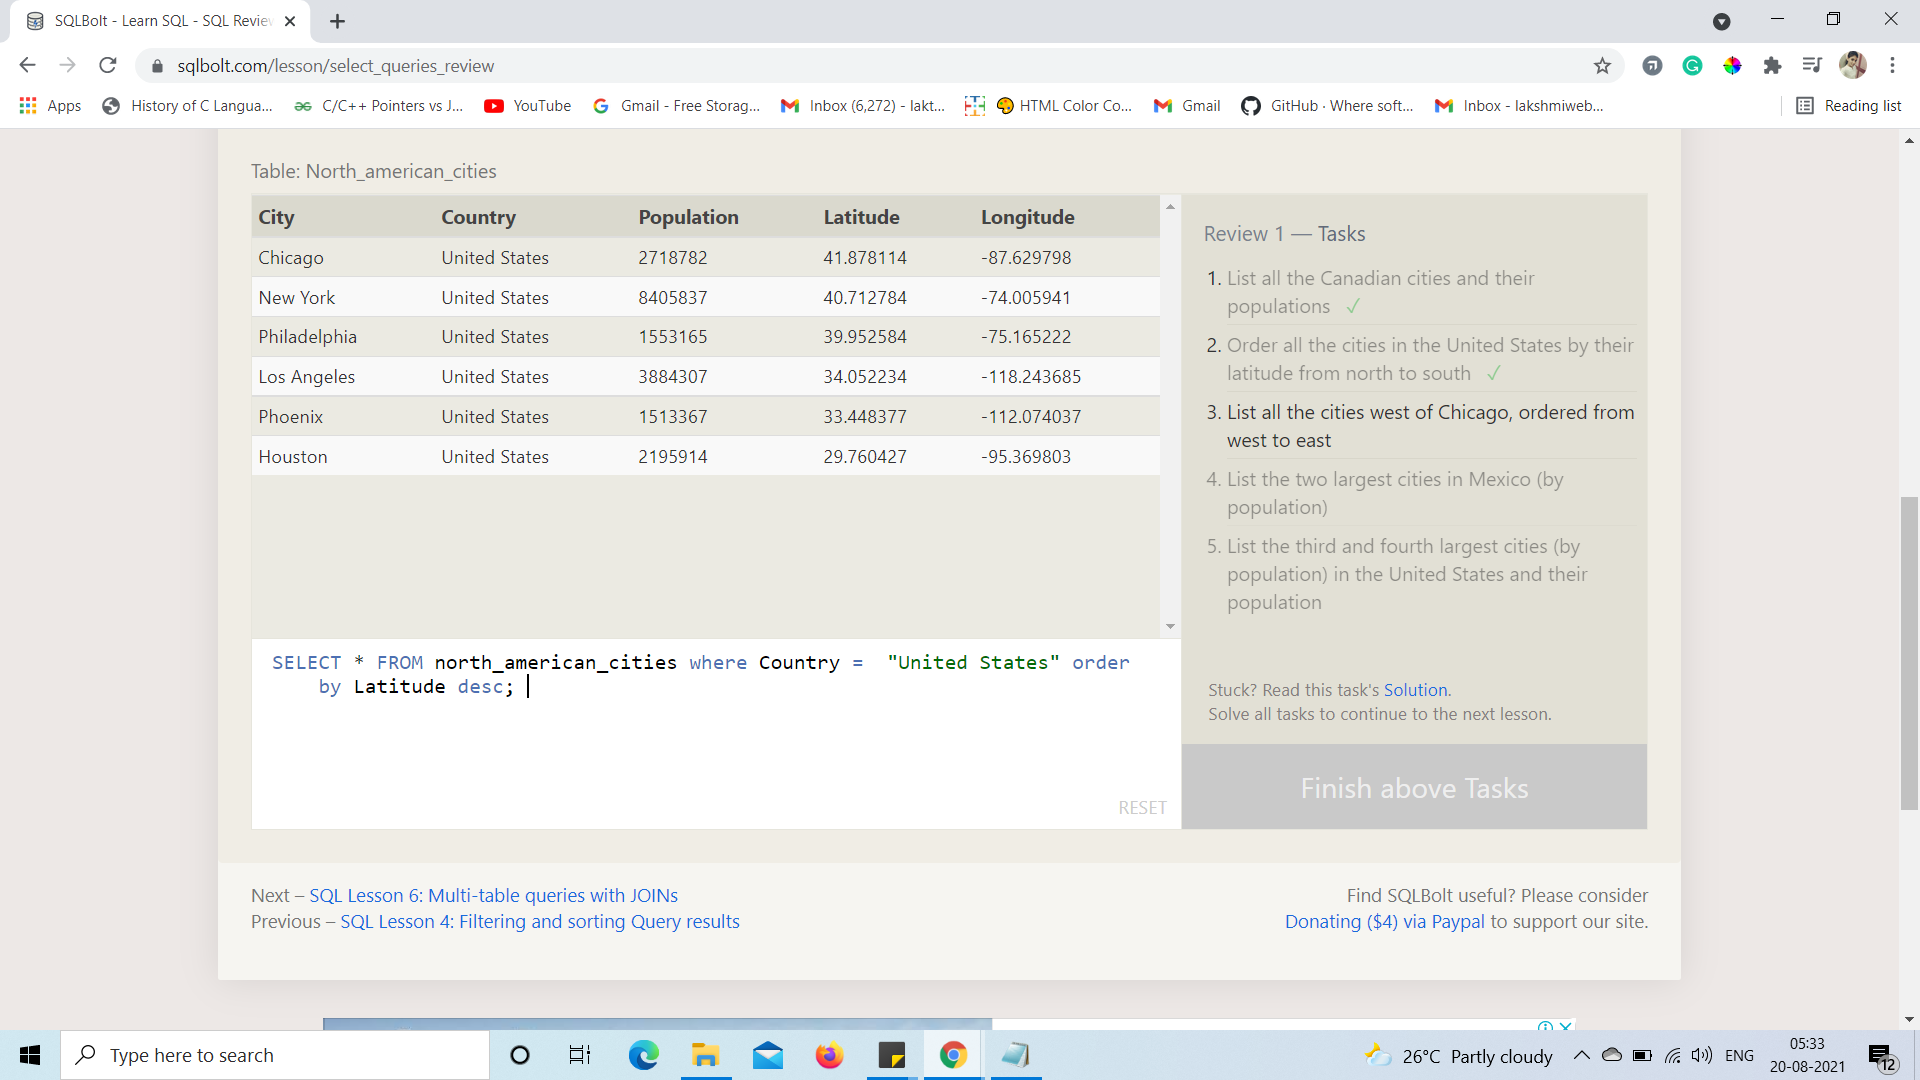 SQLBolt - Learn SQL - SQL Review
sqlbolt.com/lesson/select_queries_review
Apps History of C Langua... C/C++ Pointers vs J... YouTube Gmail - Free Storag... Inbox (6,272) - lakt... HTML Color Co... Gmail GitHub · Where soft... Inbox - lakshmiweb... Reading list
Table: North_american_cities
City Country Population Latitude Longitude
Chicago United States 2718782 41.878114 -87.629798
New York United States 8405837 40.712784 -74.005941
Philadelphia United States 1553165 39.952584 -75.165222
Los Angeles United States 3884307 34.052234 -118.243685
Phoenix United States 1513367 33.448377 -112.074037
Houston United States 2195914 29.760427 -95.369803
SELECT * FROM north_american_cities where Country =  "United States" order
by Latitude desc;
RESET
Review 1 — Tasks
1. List all the Canadian cities and their
populations ✓
2. Order all the cities in the United States by their
latitude from north to south ✓
3. List all the cities west of Chicago, ordered from
west to east
4. List the two largest cities in Mexico (by
population)
5. List the third and fourth largest cities (by
population) in the United States and their
population
Stuck? Read this task's Solution.
Solve all tasks to continue to the next lesson.
Finish above Tasks
Next – SQL Lesson 6: Multi-table queries with JOINs
Previous – SQL Lesson 4: Filtering and sorting Query results
Find SQLBolt useful? Please consider
Donating ($4) via Paypal to support our site.
Type here to search
26°C Partly cloudy
ENG
05:33
20-08-2021
12